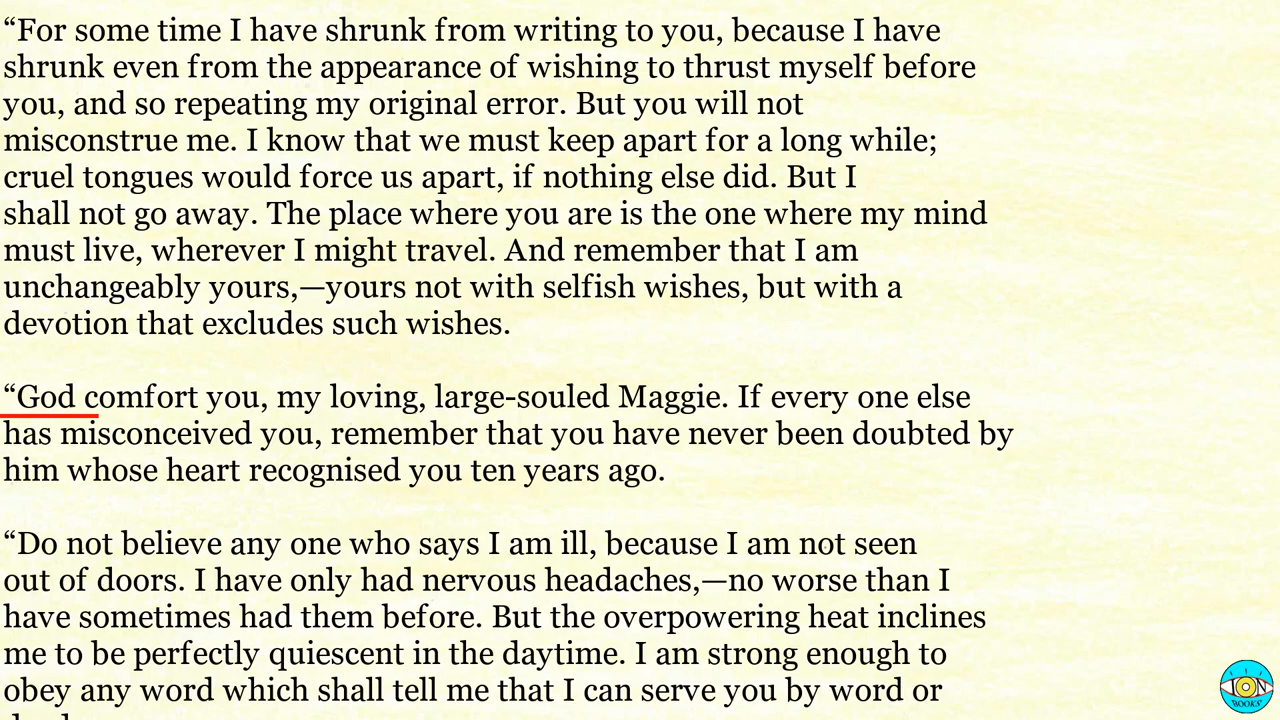 “For some time I have shrunk from writing to you, because I have
shrunk even from the appearance of wishing to thrust myself before
you, and so repeating my original error. But you will not
misconstrue me. I know that we must keep apart for a long while;
cruel tongues would force us apart, if nothing else did. But I
shall not go away. The place where you are is the one where my mind
must live, wherever I might travel. And remember that I am
unchangeably yours,—yours not with selfish wishes, but with a
devotion that excludes such wishes.
“God comfort you, my loving, large-souled Maggie. If every one else
has misconceived you, remember that you have never been doubted by
him whose heart recognised you ten years ago.
“Do not believe any one who says I am ill, because I am not seen
out of doors. I have only had nervous headaches,—no worse than I
have sometimes had them before. But the overpowering heat inclines
me to be perfectly quiescent in the daytime. I am strong enough to
obey any word which shall tell me that I can serve you by word or
ION
BOOKS